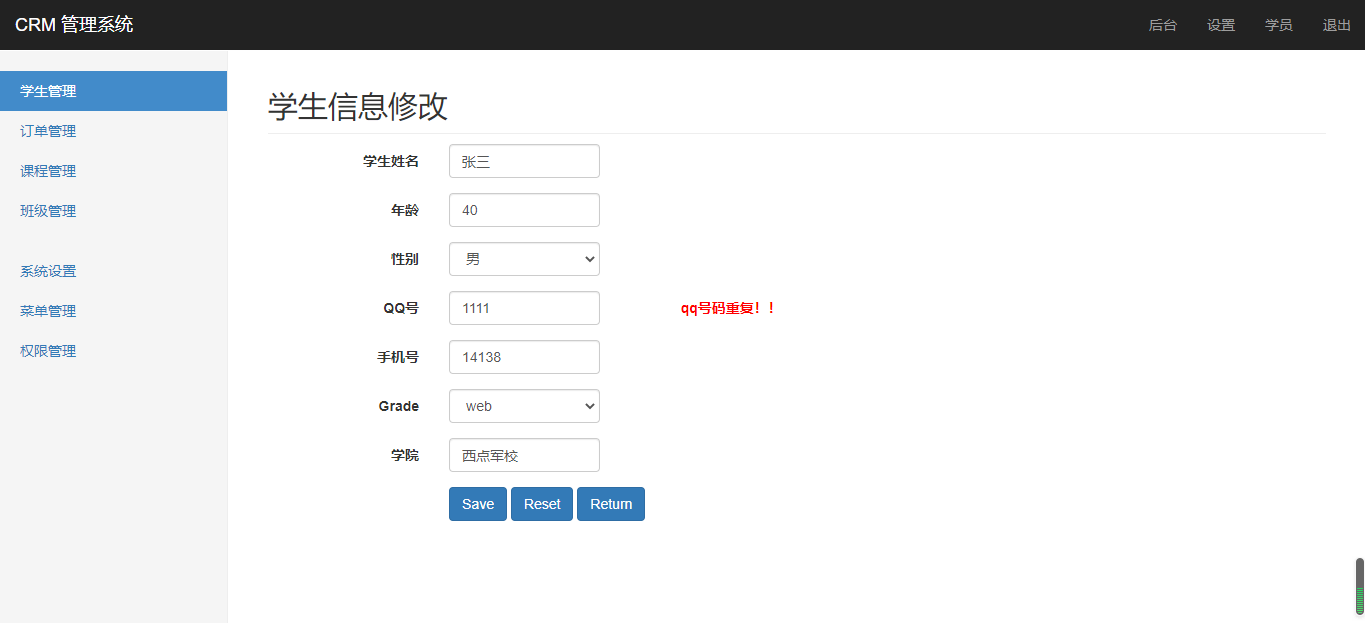 CRM 管理系统
后台 设置 学员 退出
学生管理
订单管理
课程管理
班级管理
系统设置
菜单管理
权限管理
学生信息修改
学生姓名 张三
年龄 40
性别 男
QQ号 1111 qq号码重复！！
手机号 14138
Grade web
学院 西点军校
Save Reset Return